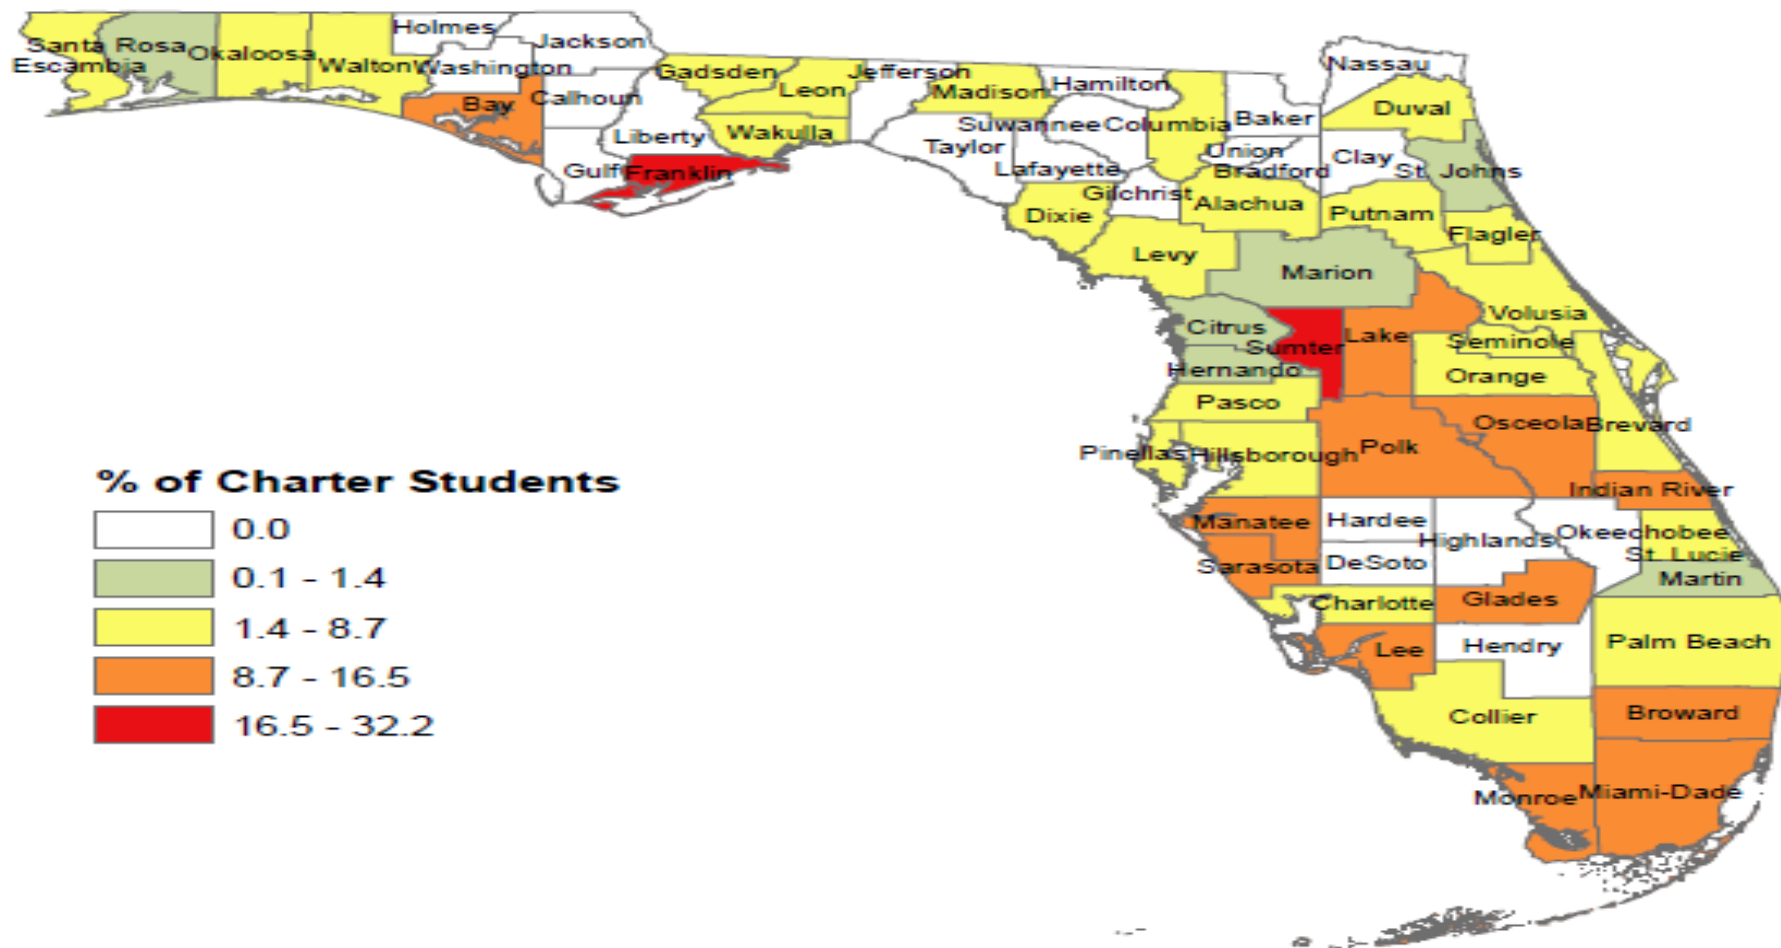 Holmes
Jackson
Santa Rosa
Okaloosa
Walton
Washington
Escambia
Gadsden
Jefferson
Leon
Madison
Hamilton
Nassau
Bay
Calhoun
Duval
Liberty
Wakulla
Suwannee
Columbia
Baker
Taylor
Union
Clay
Gulf
Franklin
Lafayette
Bradford
St. Johns
Gilchrist
Alachua
Dixie
Putnam
Flagler
Levy
Marion
Citrus
Volusia
Sumter
Lake
Seminole
Hernando
Orange
Pasco
Osceola
Brevard
Pinellas
Hillsborough
Polk
Indian River
Manatee
Hardee
Highlands
Okeechobee
St. Lucie
Sarasota
DeSoto
Martin
Charlotte
Glades
Lee
Hendry
Palm Beach
Collier
Broward
Monroe
Miami-Dade
% of Charter Students
0.0
0.1 - 1.4
1.4 - 8.7
8.7 - 16.5
16.5 - 32.2